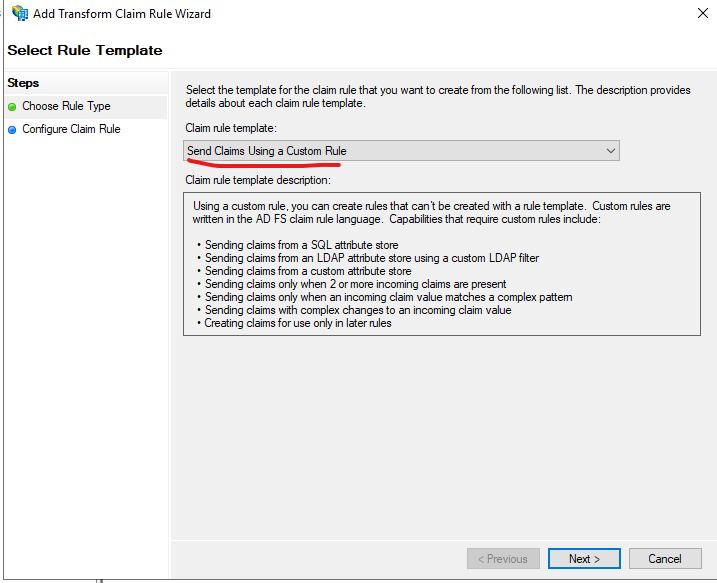 Add Transform Claim Rule Wizard
Select Rule Template
Steps
Choose Rule Type
Configure Claim Rule
Select the template for the claim rule that you want to create from the following list. The description provides
details about each claim rule template.
Claim rule template:
Send Claims Using a Custom Rule
Claim rule template description:
Using a custom rule, you can create rules that can't be created with a rule template. Custom rules are
written in the AD FS claim rule language. Capabilities that require custom rules include:
• Sending claims from a SQL attribute store
• Sending claims from an LDAP attribute store using a custom LDAP filter
• Sending claims from a custom attribute store
• Sending claims only when 2 or more incoming claims are present
• Sending claims only when an incoming claim value matches a complex pattern
• Sending claims with complex changes to an incoming claim value
• Creating claims for use only in later rules
< Previous
Next >
Cancel